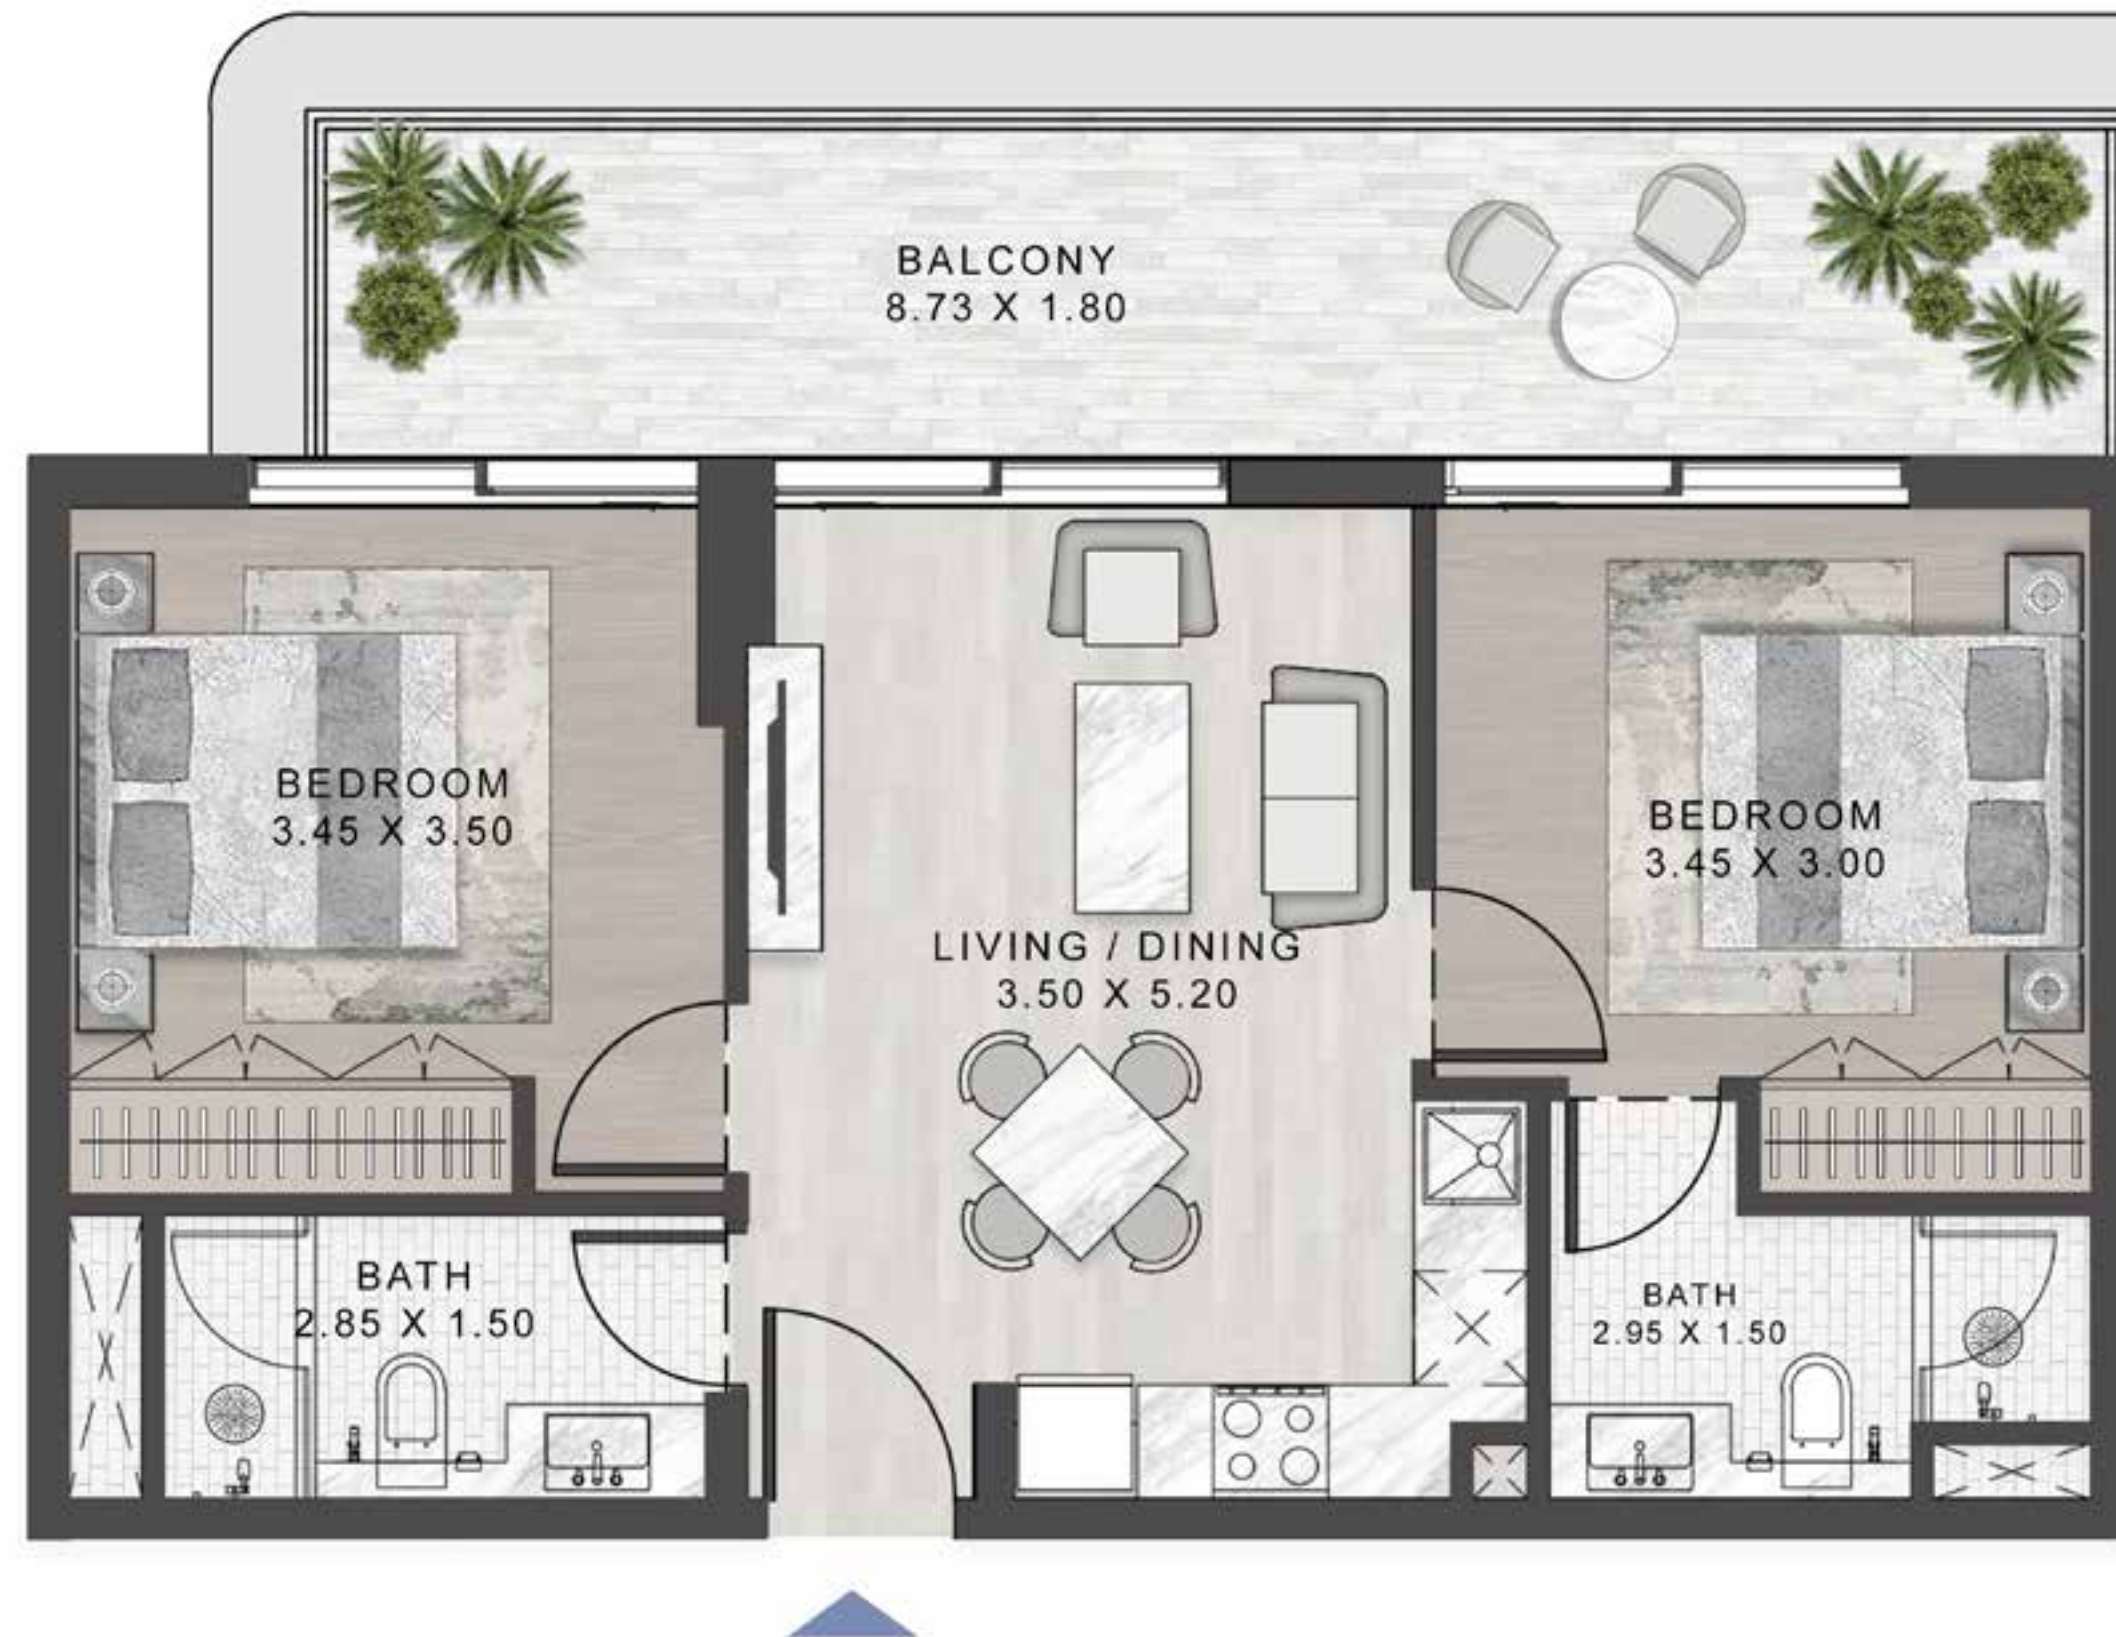 BALCONY
8.73 X 1.80
BEDROOM
3.45 X 3.50
BEDROOM
3.45 X 3.00
LIVING / DINING
3.50 X 5.20
BATH
2.85 X 1.50
BATH
2.95 X 1.50